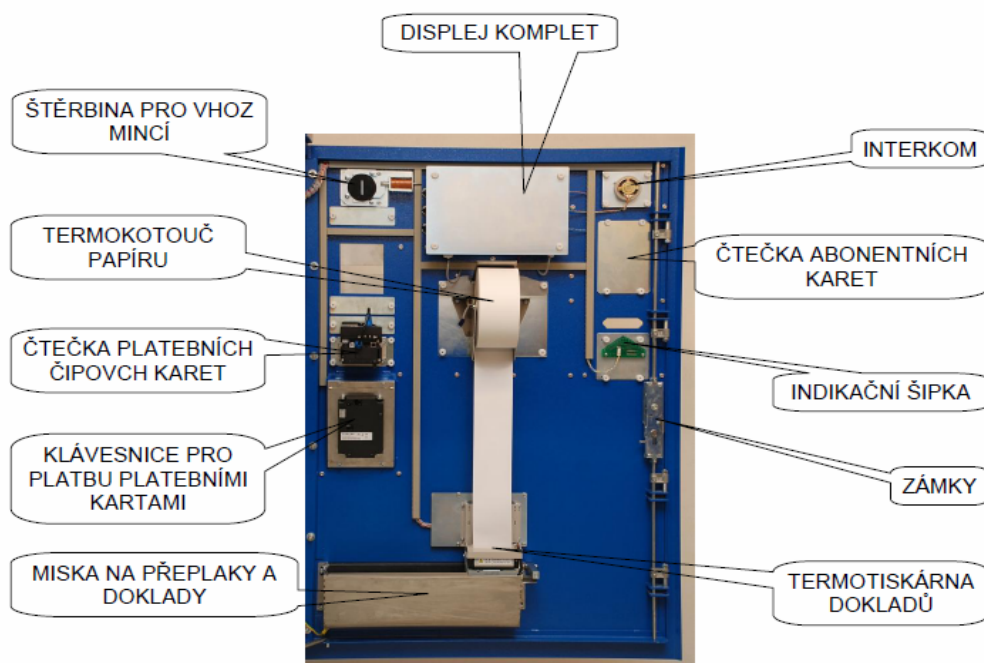 DISPLEJ KOMPLET
ŠTĚRBINA PRO VHOZ
MINCÍ
INTERKOM
TERMOKOTOUČ
PAPÍRU
ČTEČKA ABONENTNÍCH
KARET
ČTEČKA PLATEBNÍCH
ČIPOVCH KARET
INDIKAČNÍ ŠIPKA
KLÁVESNICE PRO
PLATBU PLATEBNÍMI
KARTAMI
ZÁMKY
MISKA NA PŘEPLAKY A
DOKLADY
TERMOTISKÁRNA
DOKLADŮ